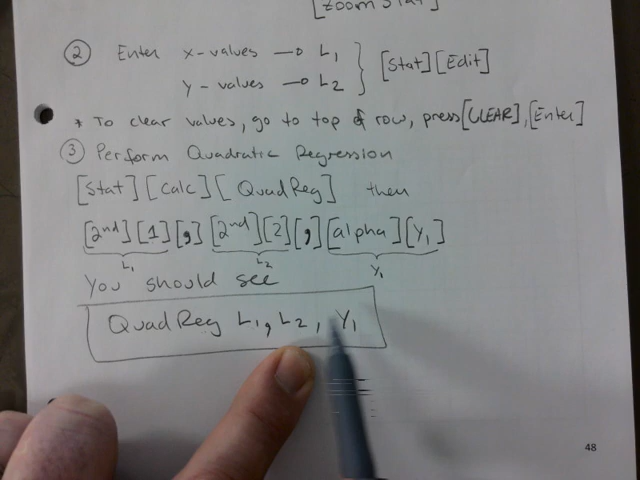 [Zoom Stat]
② Enter x-values → L₁
y-values → L₂
[Stat][Edit]
* To clear values, go to top of row, press [CLEAR], [Enter]
③ Perform Quadratic Regression
[Stat][Calc][QuadReg] then
[2nd][1][,][2nd][2][,][alpha][Y₁]
L₁ L₂ Y₁
You should see
QuadReg L₁, L₂, Y₁
48